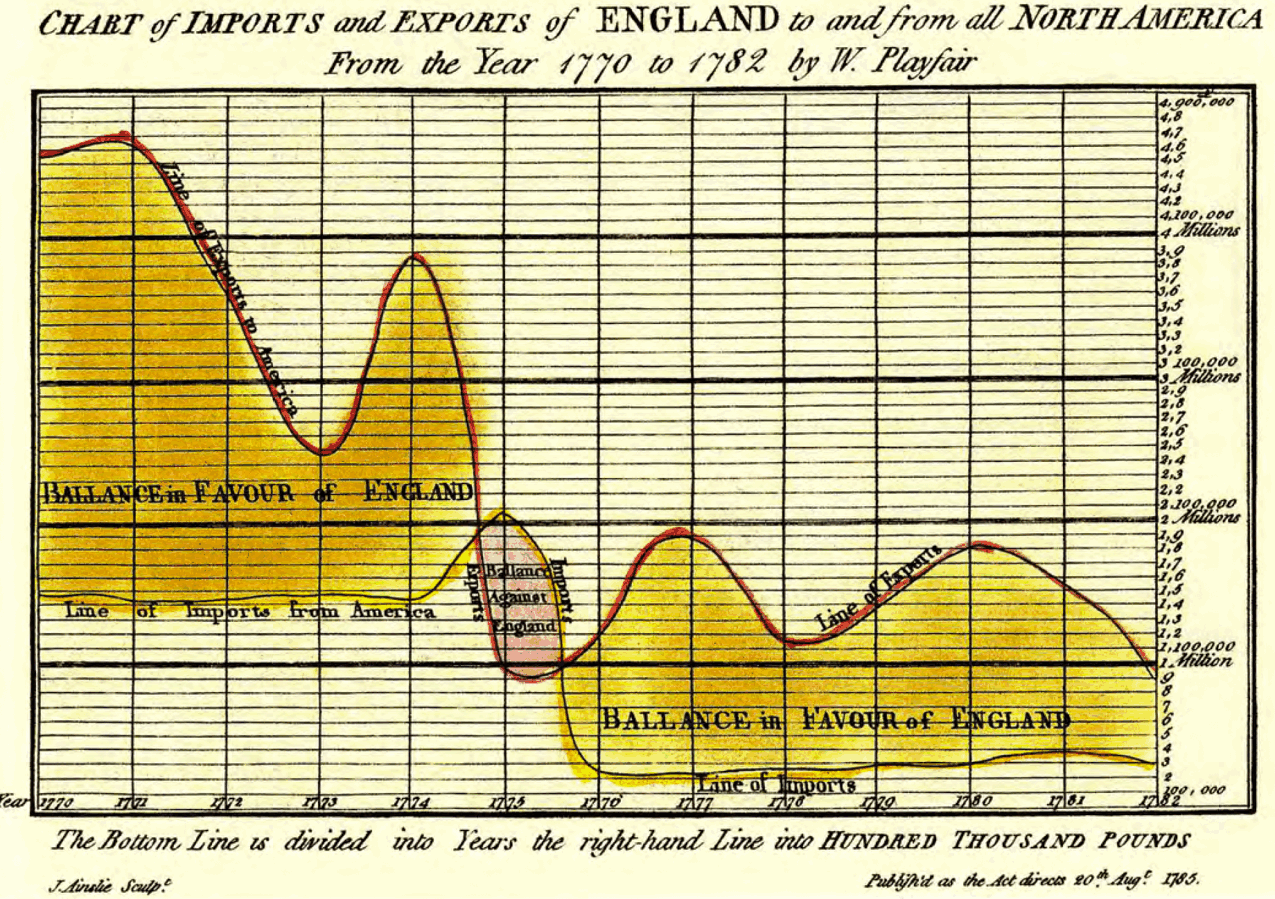 CHART of IMPORTS and EXPORTS of ENGLAND to and from all NORTH AMERICA
From the Year 1770 to 1782 by W. Playfair
4,900,000
4,8
4,7
4,6
4,5
4,4
4,3
4,2
4,100,000
4 Millions
3,9
3,8
3,7
3,6
3,5
3,4
3,3
3,2
3 100,000
3 Millions
2,9
2,8
2,7
2,6
2,5
2,4
2,3
2,2
2,100,000
2 Millions
1,9
1,8
1,7
1,6
1,5
1,4
1,3
1,2
1,100,000
1 Million
9
8
7
6
5
4
3
2
100,000
Line of Exports to America
BALLANCE in FAVOUR of ENGLAND
Line of Imports from America
Exports
Ballance
Against
England
Imports
Line of Exports
BALLANCE in FAVOUR of ENGLAND
Line of Imports
Year 1770 1771 1772 1773 1774 1775 1776 1777 1778 1779 1780 1781 1782
The Bottom Line is divided into Years the right-hand Line into HUNDRED THOUSAND POUNDS
J. Ainslie Sculpt.
Publish'd as the Act directs 20th. Augt. 1785.